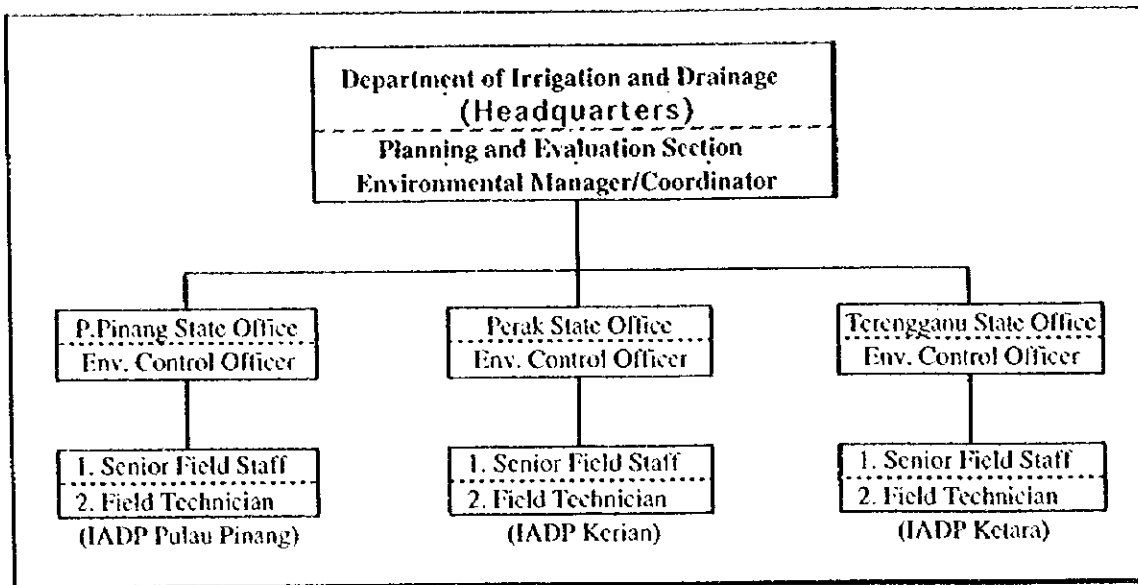 Department of Irrigation and Drainage
(Headquarters)
Planning and Evaluation Section
Environmental Manager/Coordinator
P.Pinang State Office
Env. Control Officer
Perak State Office
Env. Control Officer
Terengganu State Office
Env. Control Officer
1. Senior Field Staff
2. Field Technician
(IADP Pulau Pinang)
1. Senior Field Staff
2. Field Technician
(IADP Kerian)
1. Senior Field Staff
2. Field Technician
(IADP Ketara)